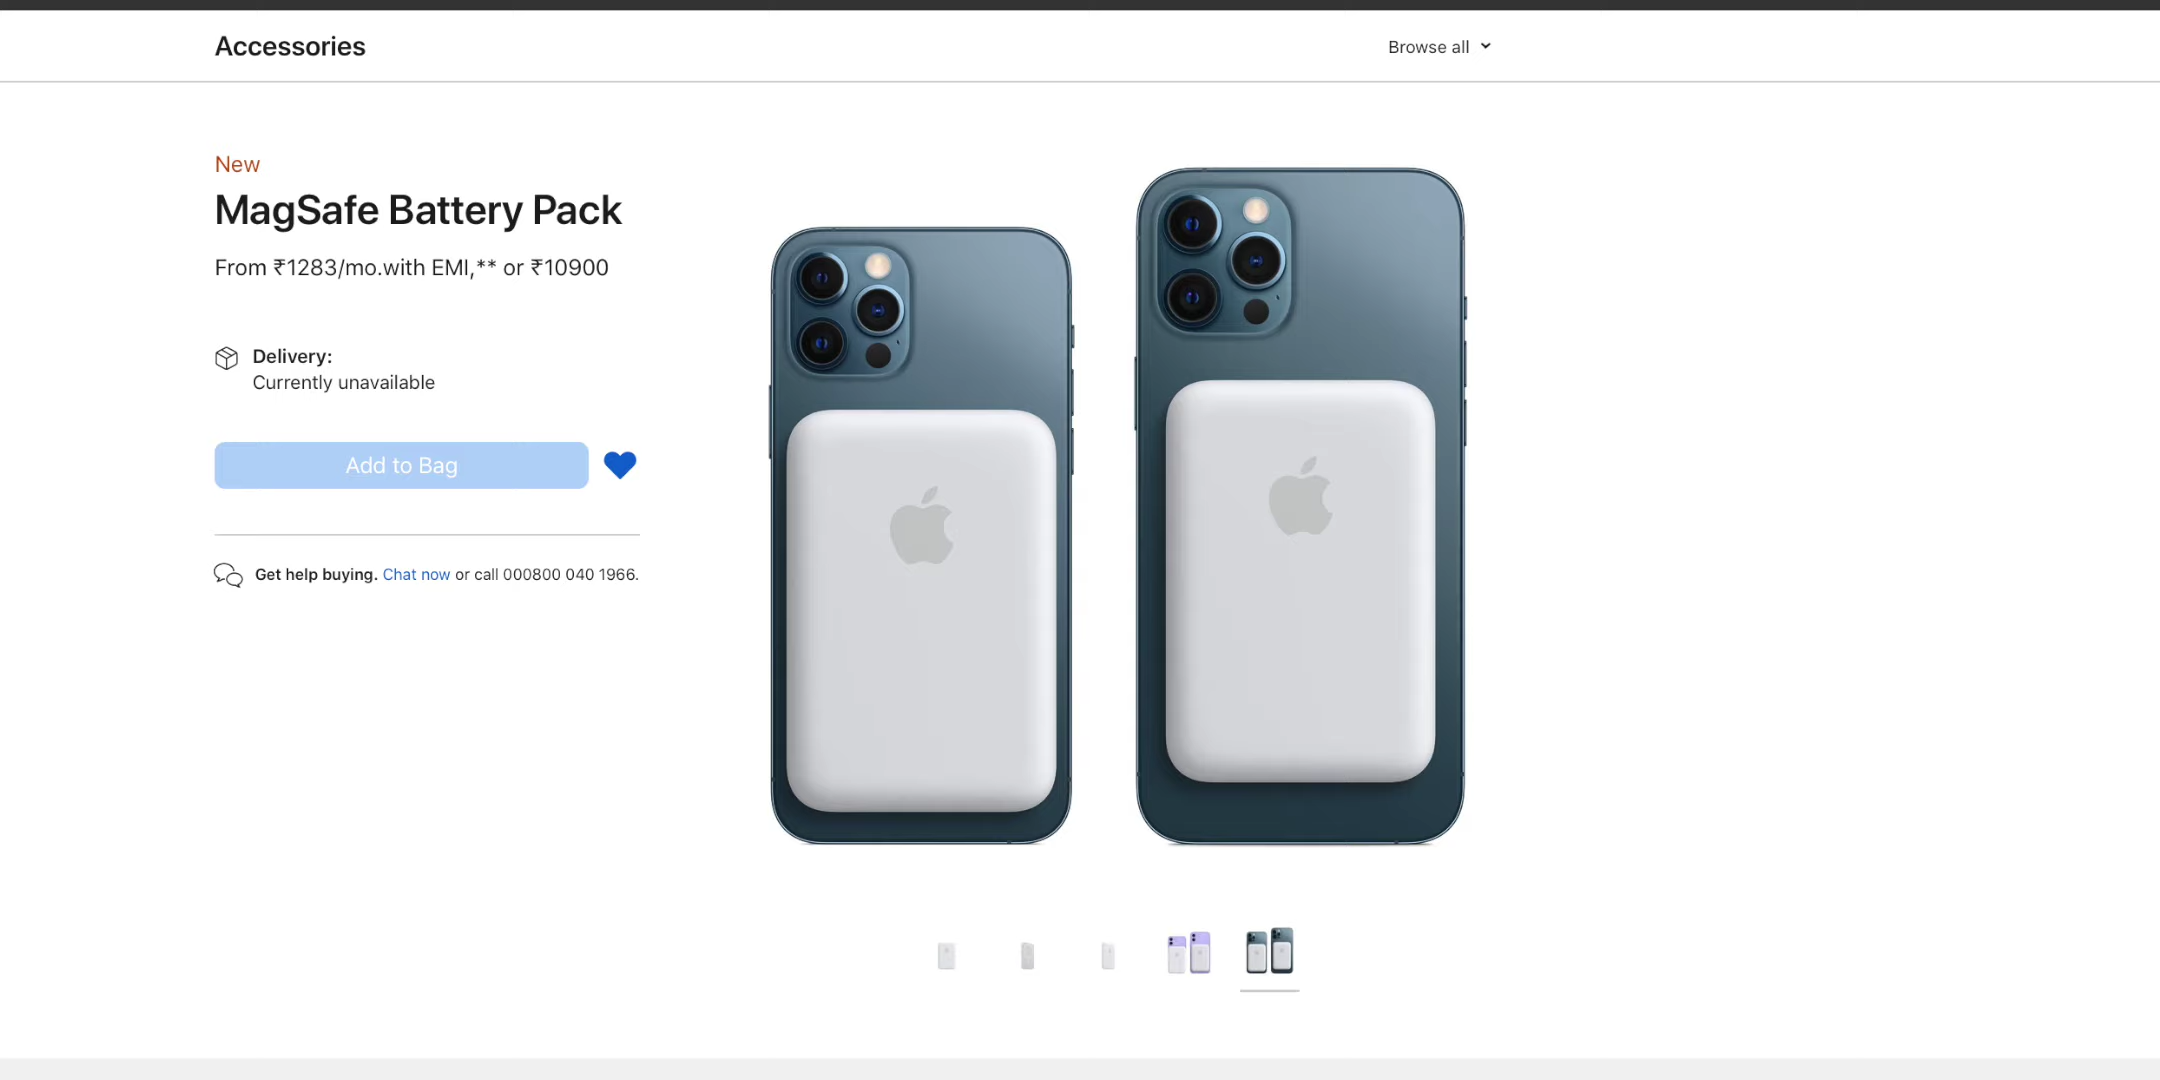 Accessories
Browse all
New
MagSafe Battery Pack
From ₹1283/mo.with EMI,** or ₹10900
Delivery:
Currently unavailable
Add to Bag
Get help buying. Chat now or call 000800 040 1966.